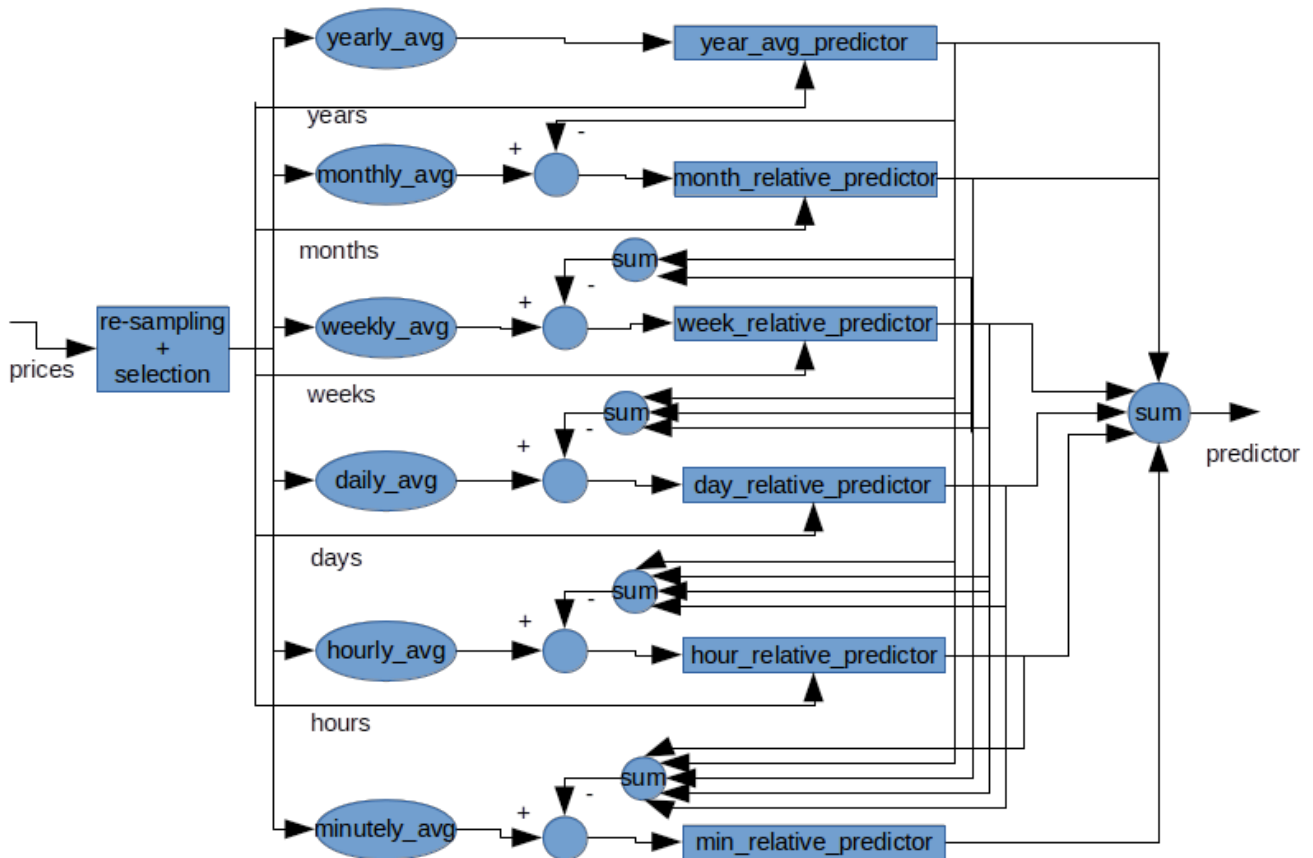 yearly_avg
year_avg_predictor
years
-
+
monthly_avg
month_relative_predictor
months
sum
-
+
weekly_avg
week_relative_predictor
re-sampling
+
selection
prices
weeks
sum
-
+
daily_avg
day_relative_predictor
sum
predictor
days
sum
-
+
hourly_avg
hour_relative_predictor
hours
sum
-
+
minutely_avg
min_relative_predictor